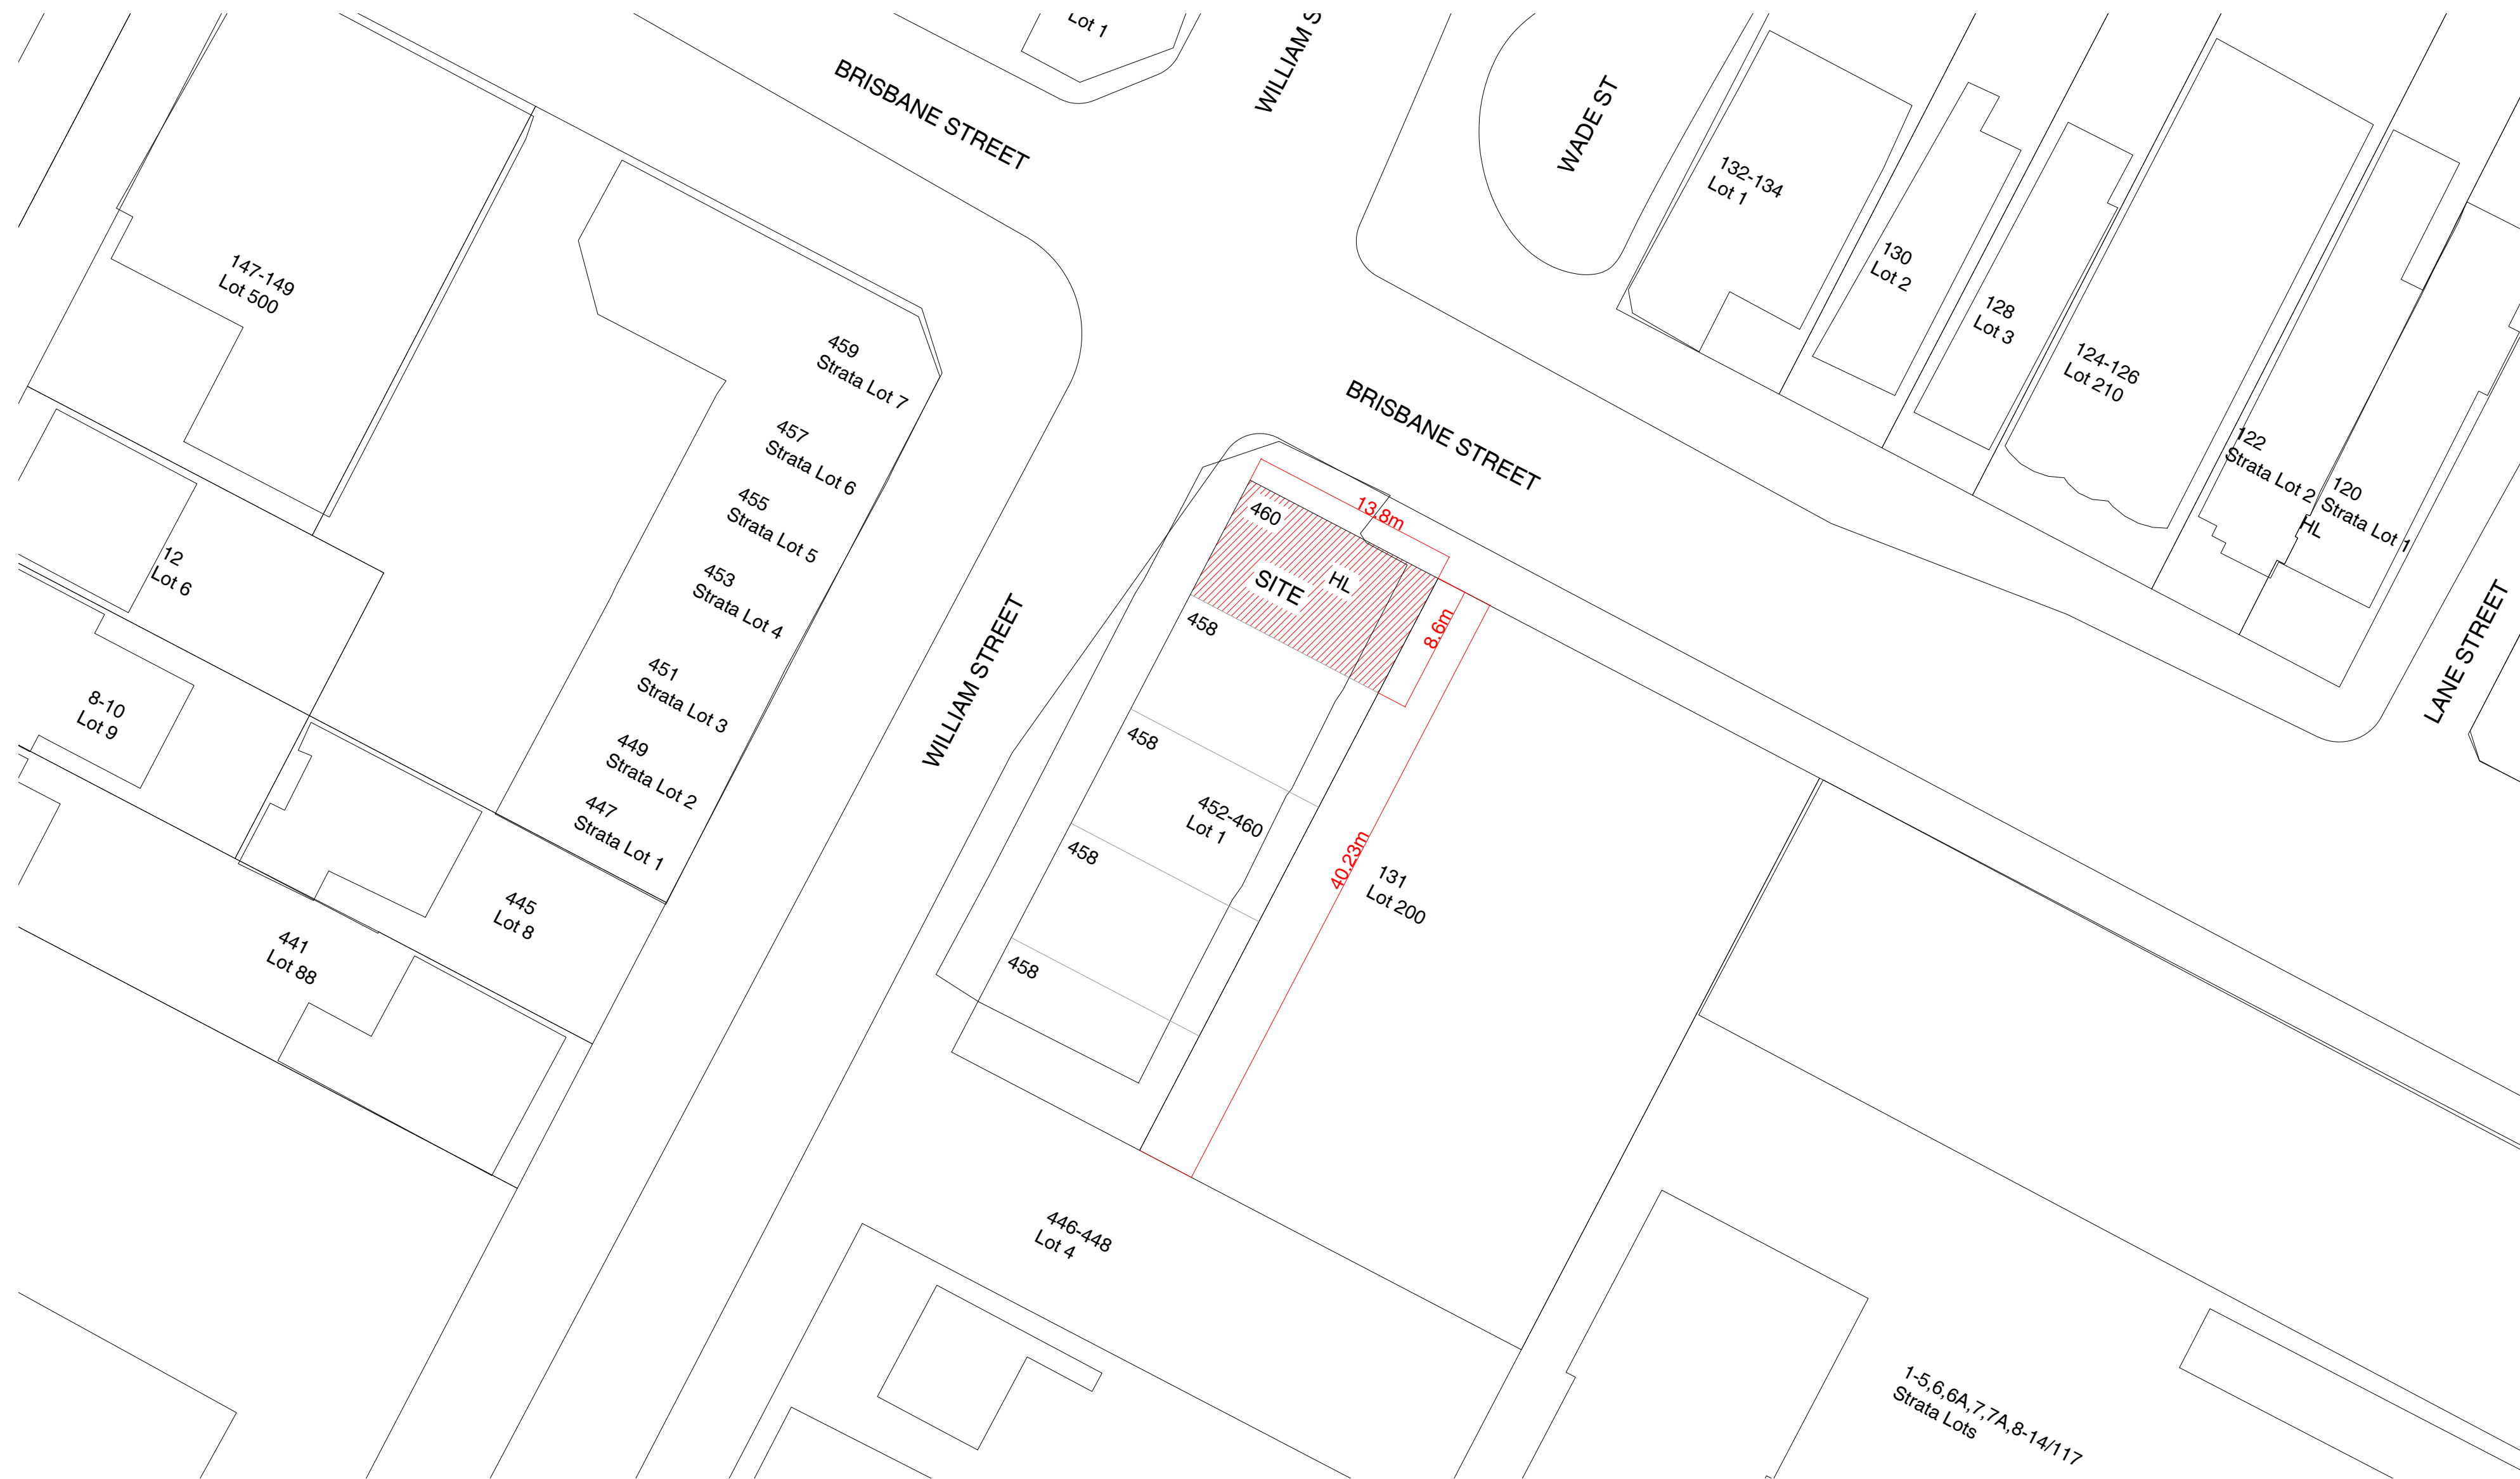 Lot 1
WILLIAM S
BRISBANE STREET
WADE ST
132-134
Lot 1
130
Lot 2
128
Lot 3
124-126
Lot 210
122
Strata Lot 2
HL
120
Strata Lot 1
LANE STREET
147-149
Lot 500
459
Strata Lot 7
457
Strata Lot 6
455
Strata Lot 5
453
Strata Lot 4
451
Strata Lot 3
449
Strata Lot 2
447
Strata Lot 1
12
Lot 6
8-10
Lot 9
445
Lot 8
441
Lot 88
WILLIAM STREET
BRISBANE STREET
13.8m
460
SITE
HL
8.6m
458
458
452-460
Lot 1
458
458
40.23m
131
Lot 200
446-448
Lot 4
1-5,6,6A,7,7A,8-14/117
Strata Lots